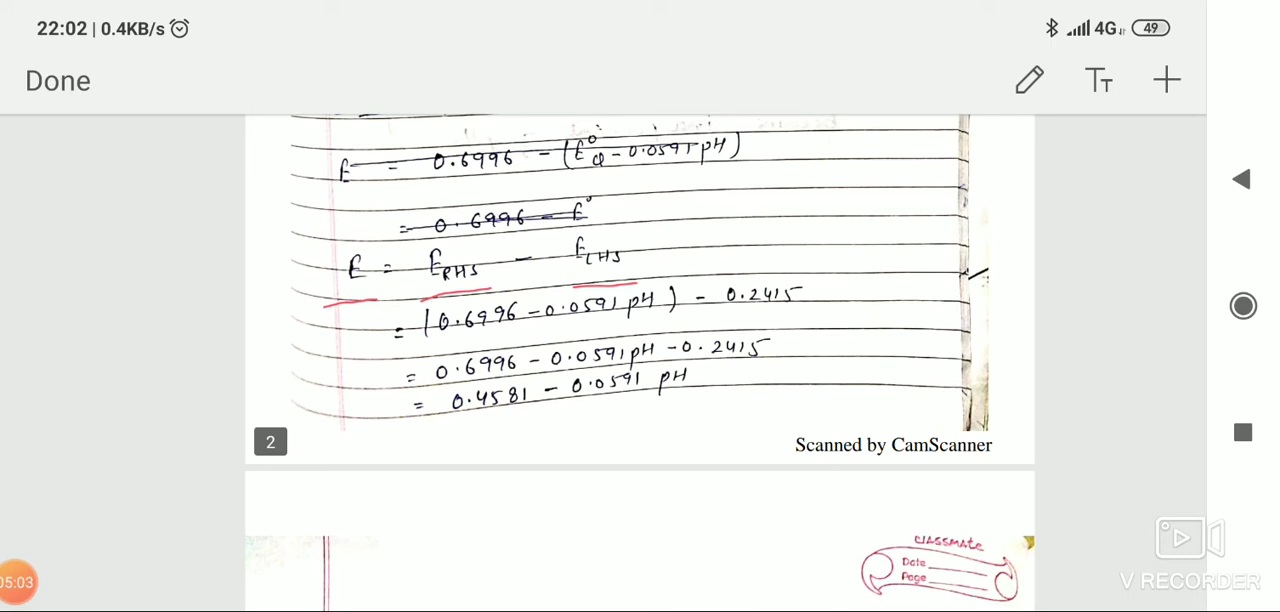 22:02 | 0.4KB/s
4G 49
Done
TT
E = 0.6996 - (E°Q - 0.0591 pH)
= 0.6996 - E°
E = ERHS - ELHS
= (0.6996 - 0.0591 pH) - 0.2415
= 0.6996 - 0.0591 pH - 0.2415
= 0.4581 - 0.0591 pH
2
Scanned by CamScanner
CLASSMATE
Date
Page
05:03
V RECORDER